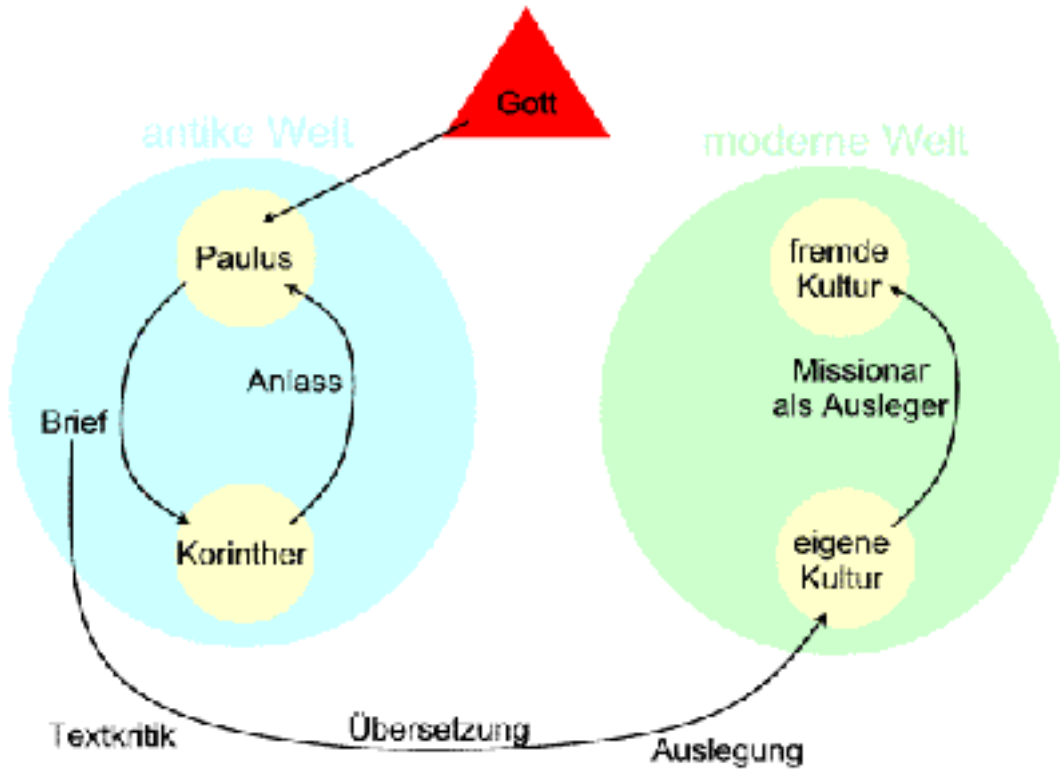 Gott
antike Welt
moderne Welt
Paulus
fremde
Kultur
Anlass
Missionar
als Ausleger
Brief
Korinther
eigene
Kultur
Textkritik
Übersetzung
Auslegung